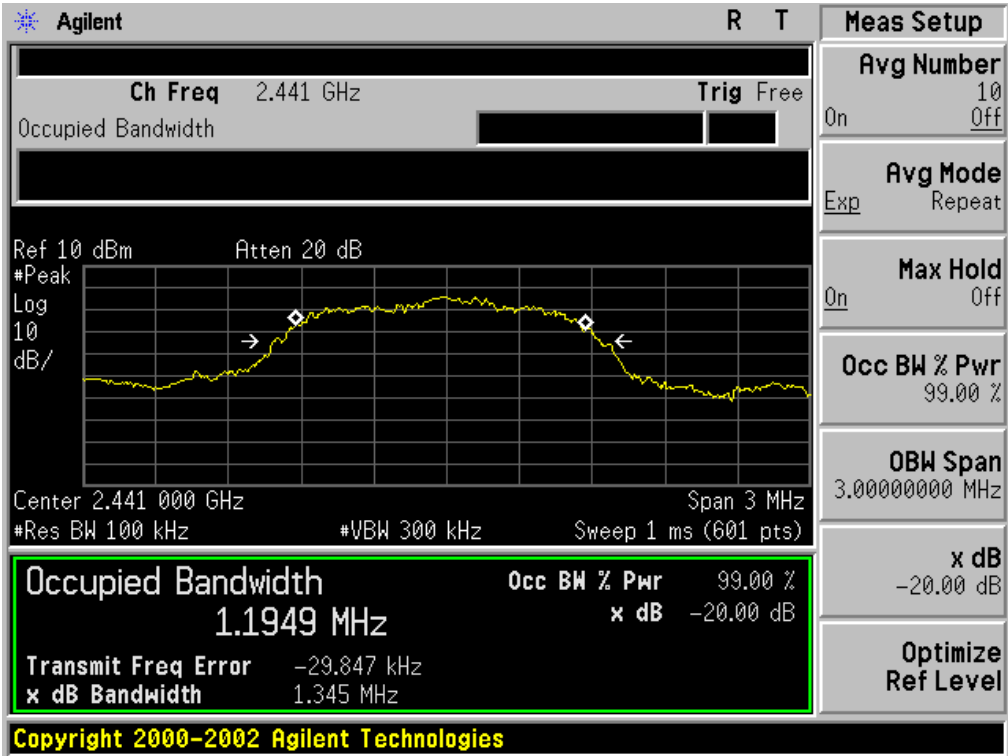 Agilent R T
Ch Freq 2.441 GHz Trig Free
Occupied Bandwidth
Ref 10 dBm Atten 20 dB
#Peak
Log
10
dB/
Center 2.441 000 GHz Span 3 MHz
#Res BW 100 kHz #VBW 300 kHz Sweep 1 ms (601 pts)
Occupied Bandwidth Occ BW % Pwr 99.00 %
1.1949 MHz x dB -20.00 dB
Transmit Freq Error -29.847 kHz
x dB Bandwidth 1.345 MHz
Meas Setup
Avg Number
10
On Off
Avg Mode
Exp Repeat
Max Hold
On Off
Occ BW % Pwr
99.00 %
OBW Span
3.00000000 MHz
x dB
-20.00 dB
Optimize
Ref Level
Copyright 2000-2002 Agilent Technologies